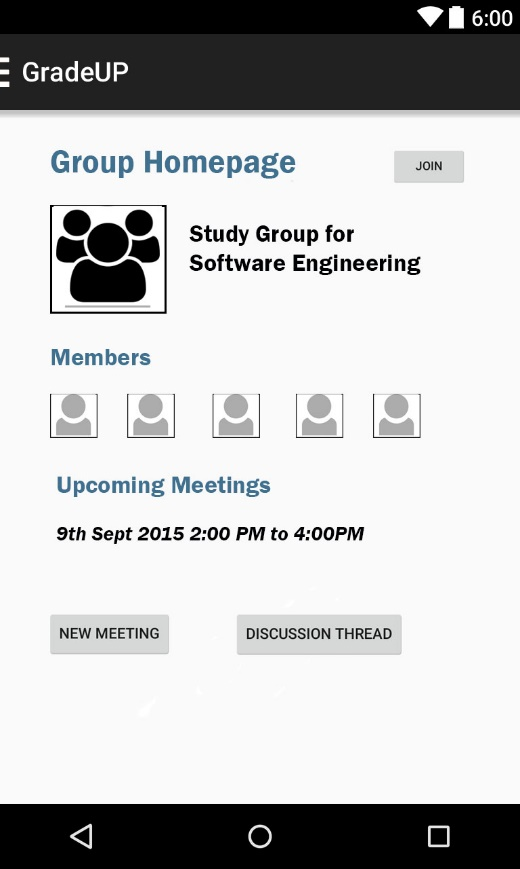 6:00
GradeUP
Group Homepage
JOIN
Study Group for
Software Engineering
Members
Upcoming Meetings
9th Sept 2015 2:00 PM to 4:00PM
NEW MEETING
DISCUSSION THREAD